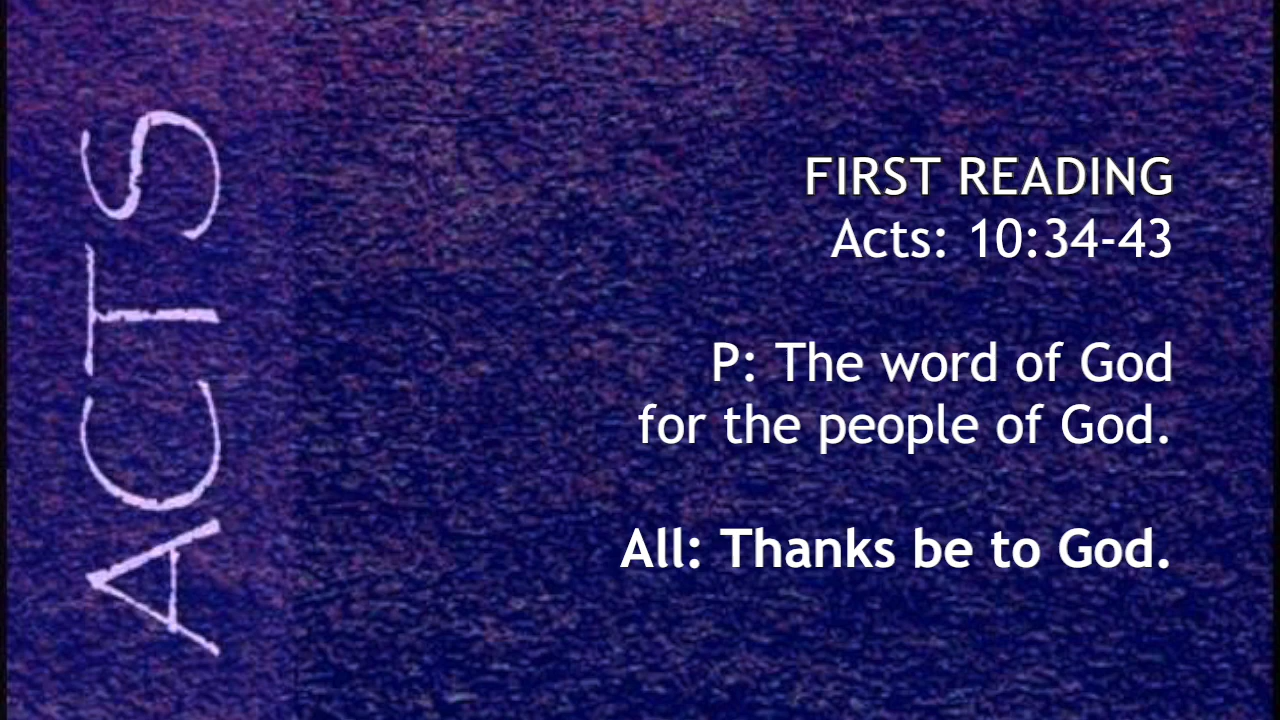 ACTS
FIRST READING
Acts: 10:34-43
P: The word of God
for the people of God.
All: Thanks be to God.